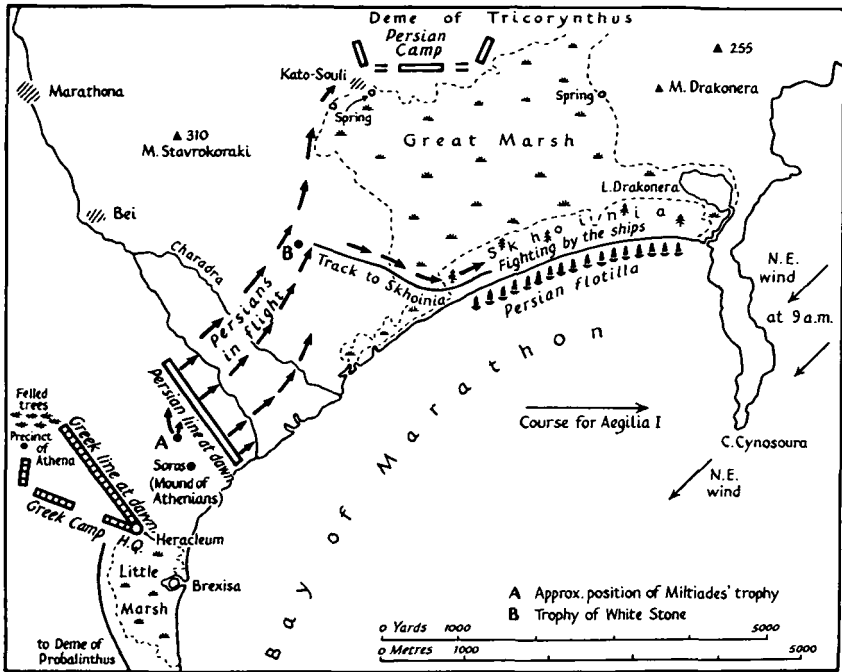 Deme of Tricorynthus
Persian
Camp
255
Kato-Souli
Marathona
Spring
Spring
M. Drakonera
310
M. Stavrokoraki
Great Marsh
L. Drakonera
Bei
Skhoinia
Fighting by the ships
B
Track to Skhoinia
Charadra
Persian flotilla
N.E.
wind
at 9 a.m.
Persians
in flight
Felled
trees
Persian line at dawn
Precinct
of
Athena
A
Soros
(Mound of
Athenians)
Greek line at dawn
Course for Aegilia I
C. Cynosoura
N.E.
wind
Greek Camp
H.Q.
Heracleum
Little
Marsh
Brexisa
Bay of Marathon
A Approx. position of Miltiades' trophy
B Trophy of White Stone
0 Yards 1000 5000
0 Metres 1000 5000
to Deme of
Probalinthus